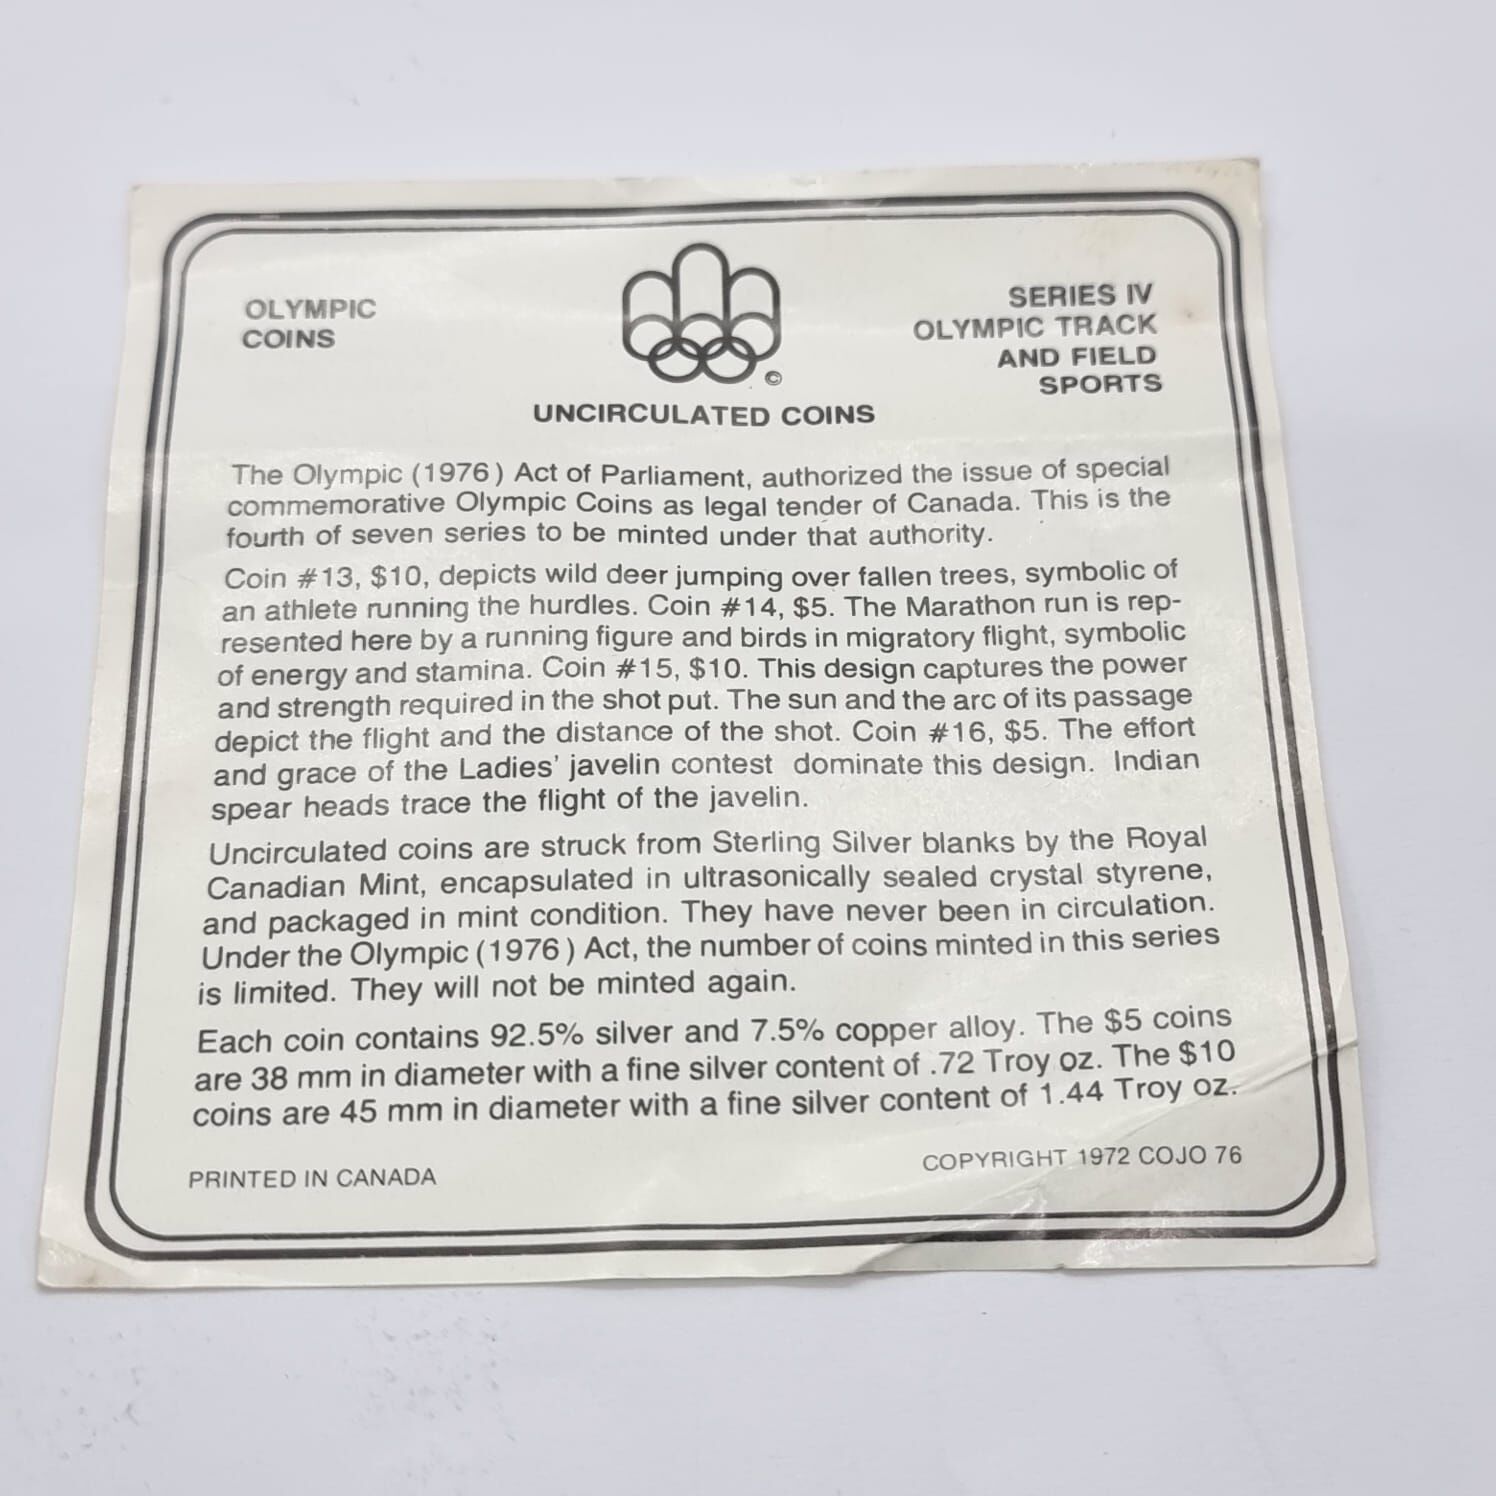 OLYMPIC
COINS
SERIES IV
OLYMPIC TRACK
AND FIELD
SPORTS
©
UNCIRCULATED COINS
The Olympic (1976) Act of Parliament, authorized the issue of special
commemorative Olympic Coins as legal tender of Canada. This is the
fourth of seven series to be minted under that authority.
Coin #13, $10, depicts wild deer jumping over fallen trees, symbolic of
an athlete running the hurdles. Coin #14, $5. The Marathon run is rep-
resented here by a running figure and birds in migratory flight, symbolic
of energy and stamina. Coin #15, $10. This design captures the power
and strength required in the shot put. The sun and the arc of its passage
depict the flight and the distance of the shot. Coin #16, $5. The effort
and grace of the Ladies' javelin contest dominate this design. Indian
spear heads trace the flight of the javelin.
Uncirculated coins are struck from Sterling Silver blanks by the Royal
Canadian Mint, encapsulated in ultrasonically sealed crystal styrene,
and packaged in mint condition. They have never been in circulation.
Under the Olympic (1976) Act, the number of coins minted in this series
is limited. They will not be minted again.
Each coin contains 92.5% silver and 7.5% copper alloy. The $5 coins
are 38 mm in diameter with a fine silver content of .72 Troy oz. The $10
coins are 45 mm in diameter with a fine silver content of 1.44 Troy oz.
PRINTED IN CANADA
COPYRIGHT 1972 COJO 76